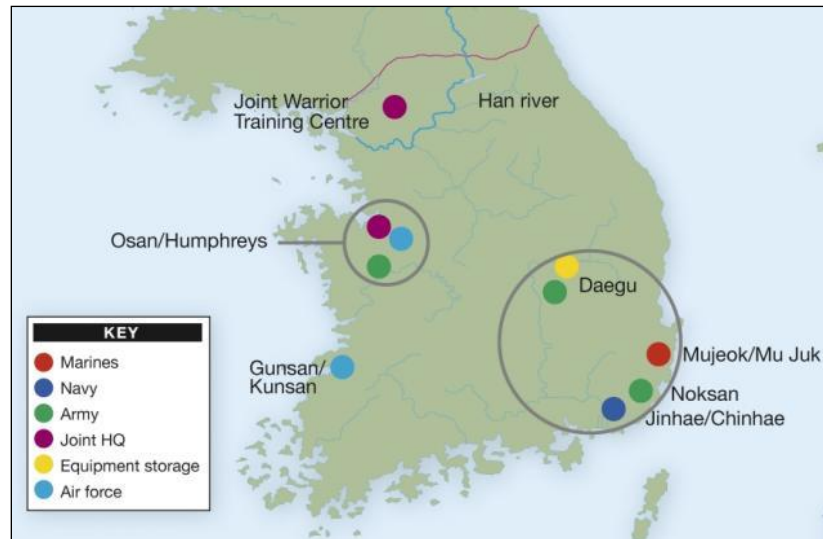 Joint Warrior
Training Centre
Han river
Osan/Humphreys
Daegu
Gunsan/
Kunsan
Mujeok/Mu Juk
Noksan
Jinhae/Chinhae
KEY
Marines
Navy
Army
Joint HQ
Equipment storage
Air force